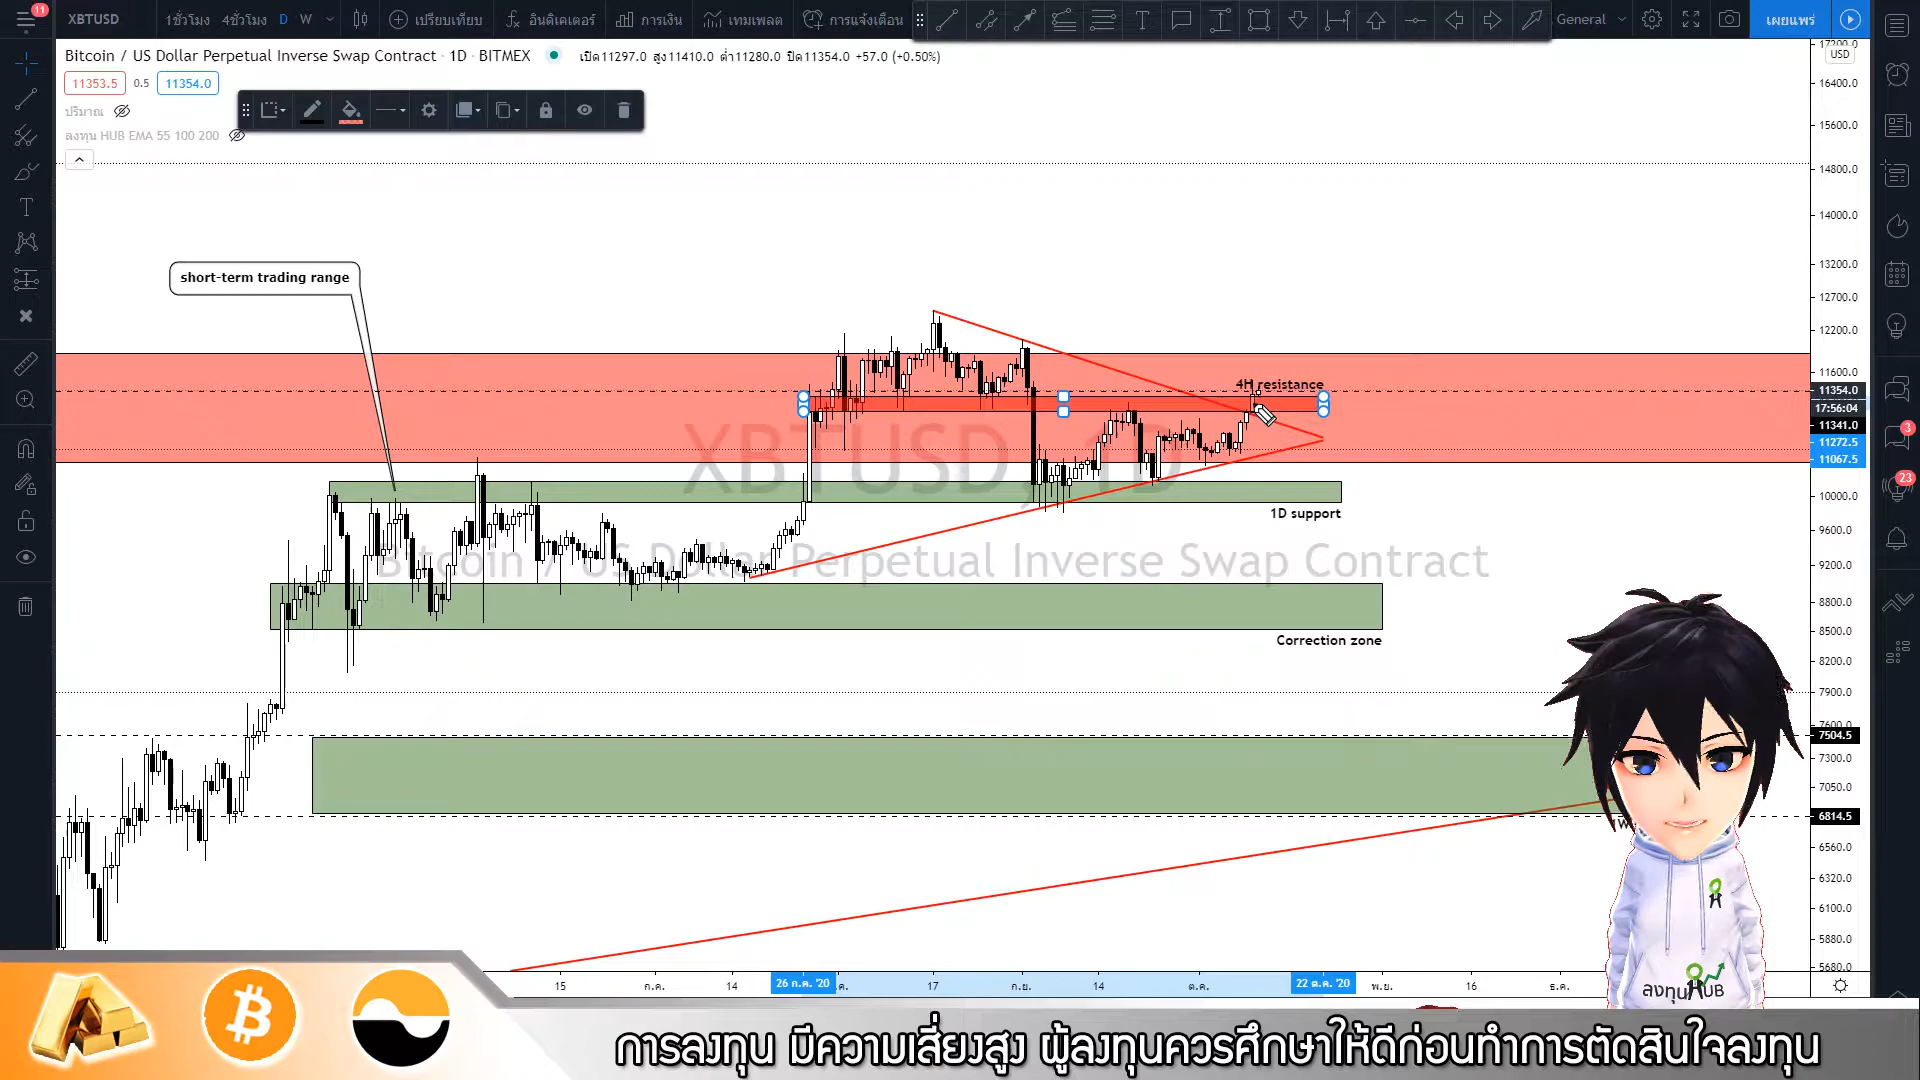 11
XBTUSD
1ชั่วโมง 4ชั่วโมง D W
เปรียบเทียบ
อินดิเคเตอร์
การเงิน
เทมเพลต
การแจ้งเตือน
General
เผยแพร่
Bitcoin / US Dollar Perpetual Inverse Swap Contract · 1D · BITMEX
เปิด11297.0 สูง11410.0 ต่ำ11280.0 ปิด11354.0 +57.0 (+0.50%)
11353.5 0.5 11354.0
ปริมาณ
ลงทุน HUB EMA 55 100 200
short-term trading range
4H resistance
1D support
Correction zone
XBTUSD, 1D
Bitcoin / US Dollar Perpetual Inverse Swap Contract
17200.0
USD
16400.0
15600.0
14800.0
14000.0
13200.0
12700.0
12200.0
11600.0
11354.0
17:56:04
11341.0
11272.5
11067.5
10000.0
9600.0
9200.0
8800.0
8500.0
8200.0
7900.0
7600.0
7504.5
7300.0
7050.0
6814.5
6560.0
6320.0
6100.0
5880.0
5680.0
3
23
15 ก.ค. 14 26 ก.ค. '20 17 ก.ย. 14 ต.ค. 22 ต.ค. '20 พ.ย. 16 ธ.ค.
ลงทุนHUB
การลงทุน มีความเสี่ยงสูง ผู้ลงทุนควรศึกษาให้ดีก่อนทำการตัดสินใจลงทุน